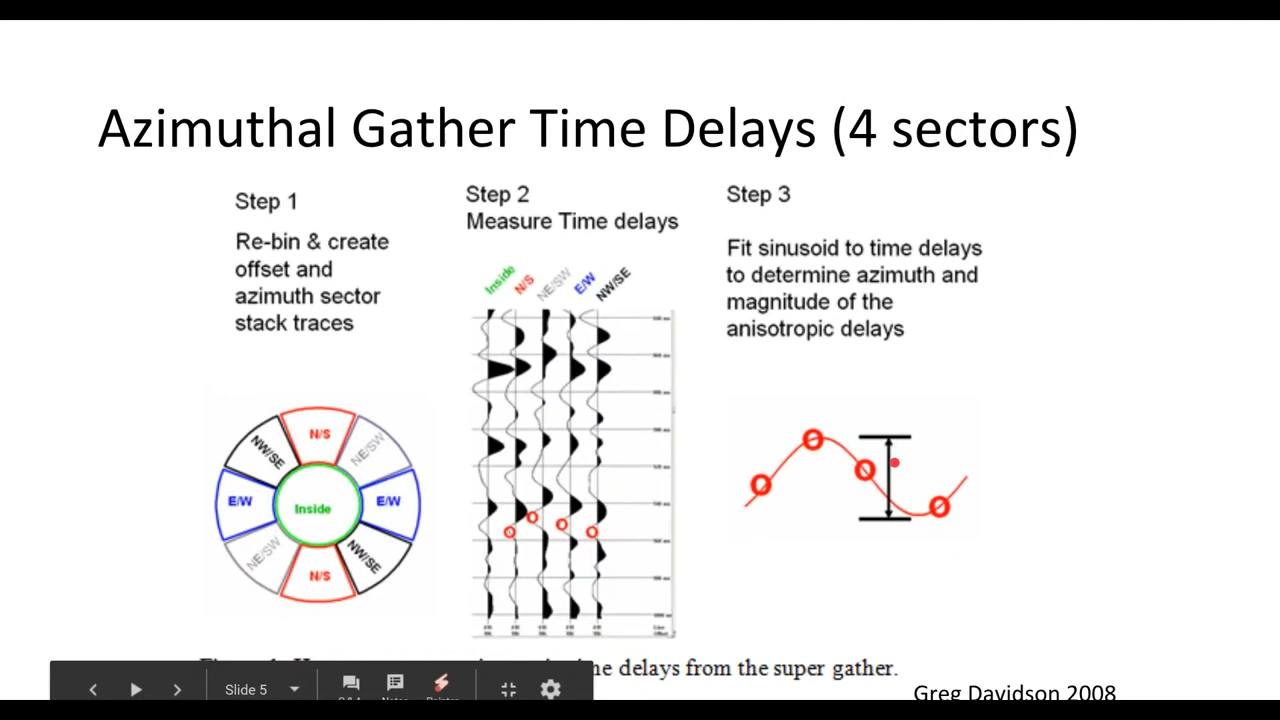 Azimuthal Gather Time Delays (4 sectors)
Step 1
Re-bin & create
offset and
azimuth sector
stack traces
Step 2
Measure Time delays
Step 3
Fit sinusoid to time delays
to determine azimuth and
magnitude of the
anisotropic delays
Inside
N/S
NE/SW
E/W
NW/SE
N/S
NW/SE
NE/SW
E/W
E/W
Inside
NE/SW
NW/SE
N/S
delays from the super gather.
Slide 5
Greg Davidson 2008